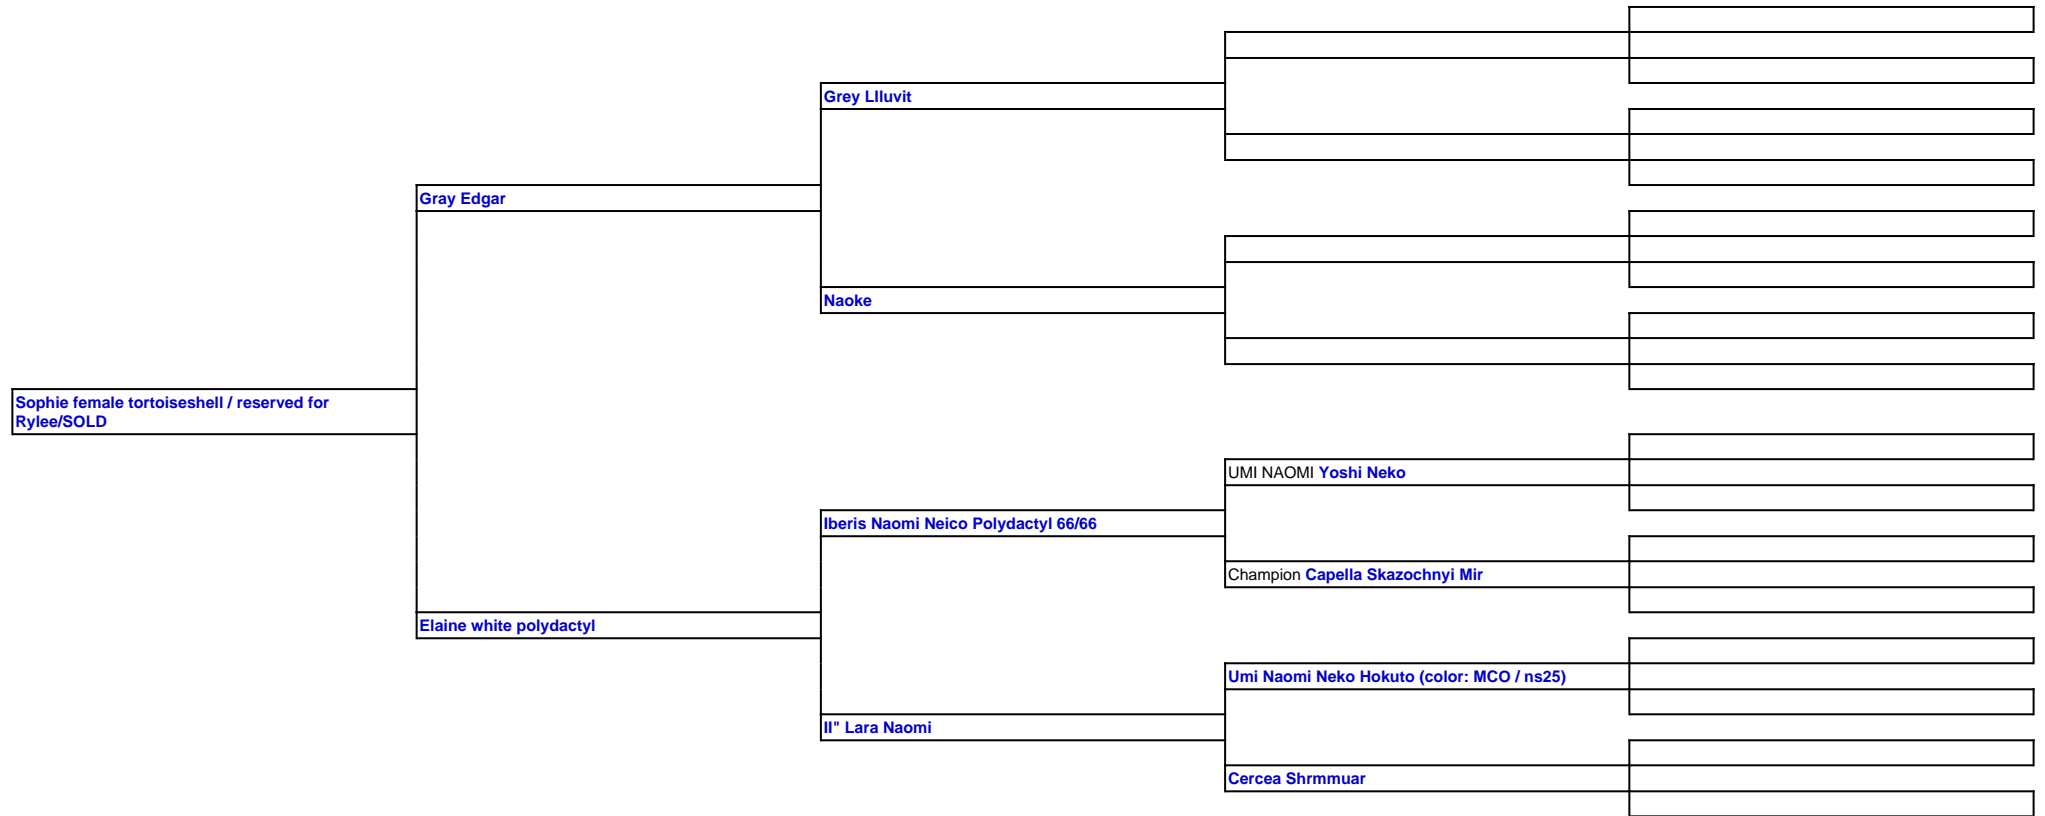 Grey LIluvit
Gray Edgar
Naoke
Sophie female tortoiseshell / reserved for
Rylee/SOLD
UMI NAOMI Yoshi Neko
Iberis Naomi Neico Polydactyl 66/66
Champion Capella Skazochnyi Mir
Elaine white polydactyl
Umi Naomi Neko Hokuto (color: MCO / ns25)
II" Lara Naomi
Cercea Shrmmuar